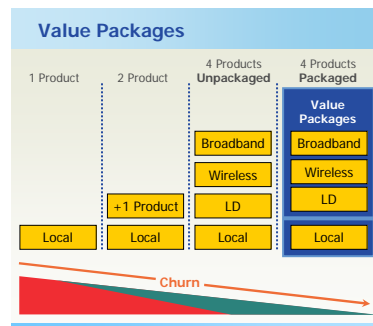 Value Packages
1 Product
2 Product
4 Products
Unpackaged
4 Products
Packaged
Value
Packages
Broadband
Broadband
Wireless
Wireless
+1 Product
LD
LD
Local
Local
Local
Local
Churn